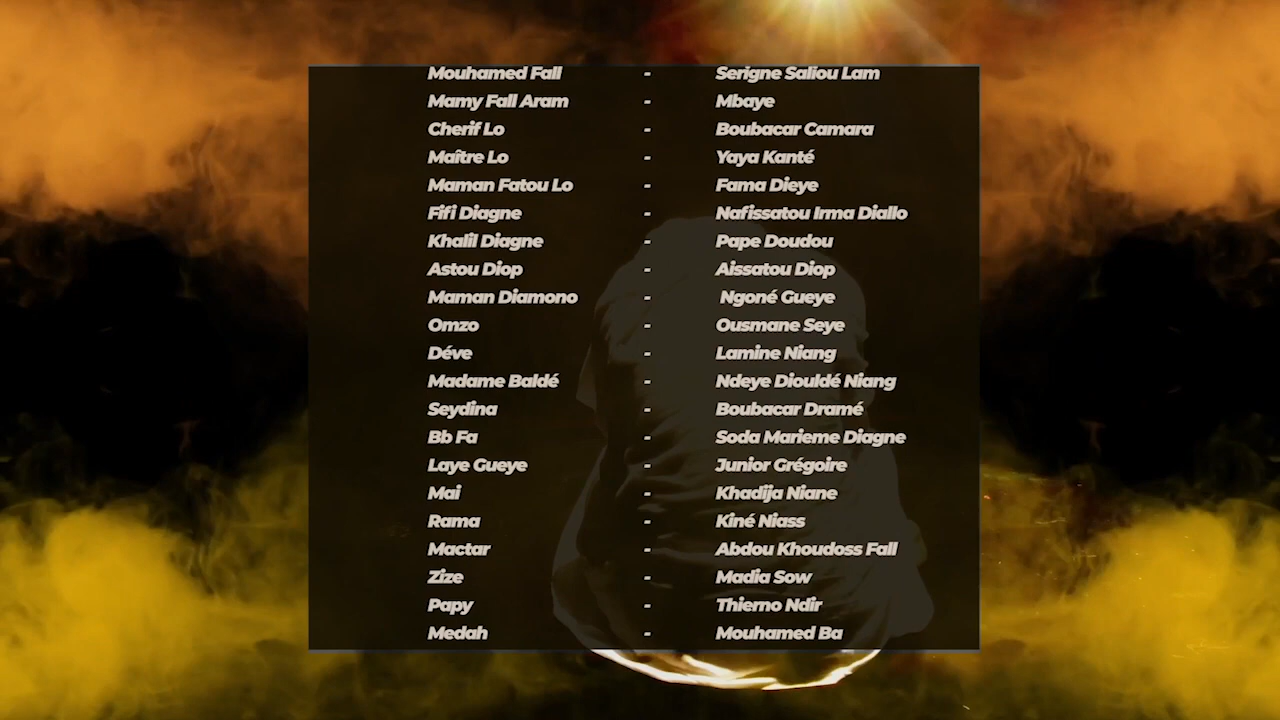 Mouhamed Fall - Serigne Saliou Lam
Mamy Fall Aram - Mbaye
Cherif Lo - Boubacar Camara
Maître Lo - Yaya Kanté
Maman Fatou Lo - Fama Dieye
Fifi Diagne - Nafissatou Irma Diallo
Khalil Diagne - Pape Doudou
Astou Diop - Aissatou Diop
Maman Diamono - Ngoné Gueye
Omzo - Ousmane Seye
Déve - Lamine Niang
Madame Baldé - Ndeye Diouldé Niang
Seydina - Boubacar Dramé
Bb Fa - Soda Marieme Diagne
Laye Gueye - Junior Grégoire
Mai - Khadija Niane
Rama - Kiné Niass
Mactar - Abdou Khoudoss Fall
Zize - Madia Sow
Papy - Thierno Ndir
Medah - Mouhamed Ba